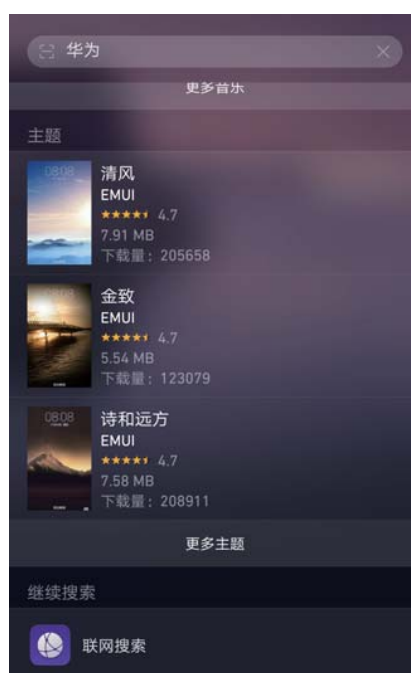 华为
更多音乐
主题
08:08
清风
EMUI
4.7
7.91 MB
下载量：205658
金致
EMUI
4.7
5.54 MB
下载量：123079
08:08
诗和远方
EMUI
4.7
7.58 MB
下载量：208911
更多主题
继续搜索
联网搜索